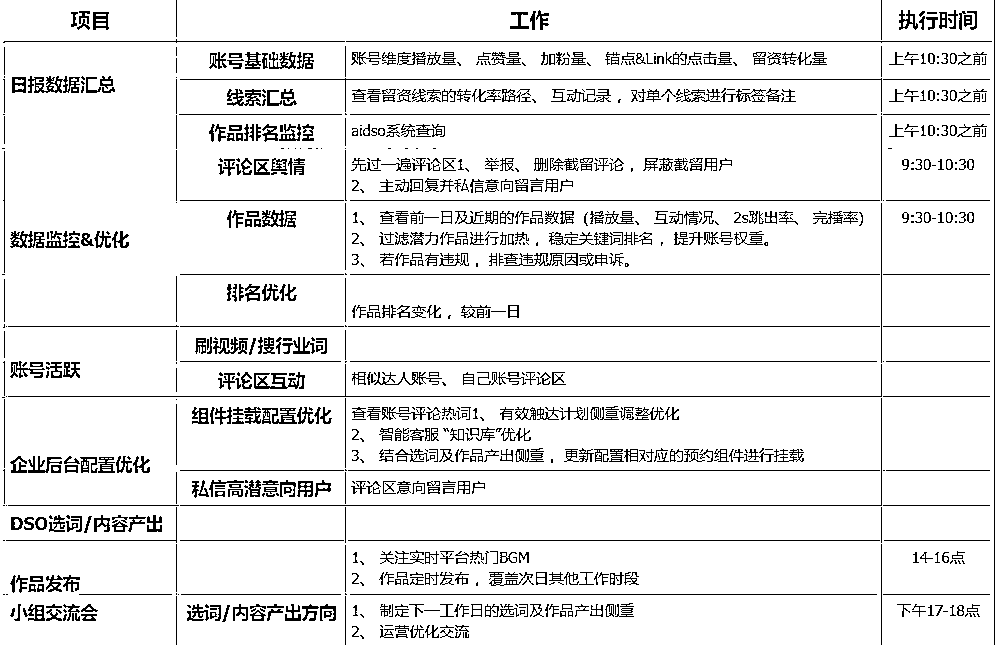 项目 工作 执行时间
日报数据汇总 账号基础数据 账号维度播放量、点赞量、加粉量、锚点&Link的点击量、留资转化量 上午10:30之前
线索汇总 查看留资线索的转化率路径、互动记录，对单个线索进行标签备注 上午10:30之前
作品排名监控 aidso系统查询 上午10:30之前
数据监控&优化 评论区舆情 先过一遍评论区1、举报、删除截留评论，屏蔽截留用户 9:30-10:30
2、主动回复并私信意向留言用户
作品数据 1、查看前一日及近期的作品数据（播放量、互动情况、2s跳出率、完播率） 9:30-10:30
2、过滤潜力作品进行加热，稳定关键词排名，提升账号权重。
3、若作品有违规，排查违规原因或申诉。
排名优化
作品排名变化，较前一日
账号活跃 刷视频/搜行业词
评论区互动 相似达人账号、自己账号评论区
企业后台配置优化 组件挂载配置优化 查看账号评论热词1、有效触达计划侧重调整优化
2、智能客服“知识库”优化
3、结合选词及作品产出侧重，更新配置相对应的预约组件进行挂载
私信高潜意向用户 评论区意向留言用户
DSO选词/内容产出
作品发布 1、关注实时平台热门BGM 14-16点
2、作品定时发布，覆盖次日其他工作时段
小组交流会 选词/内容产出方向 1、制定下一工作日的选词及作品产出侧重 下午17-18点
2、运营优化交流